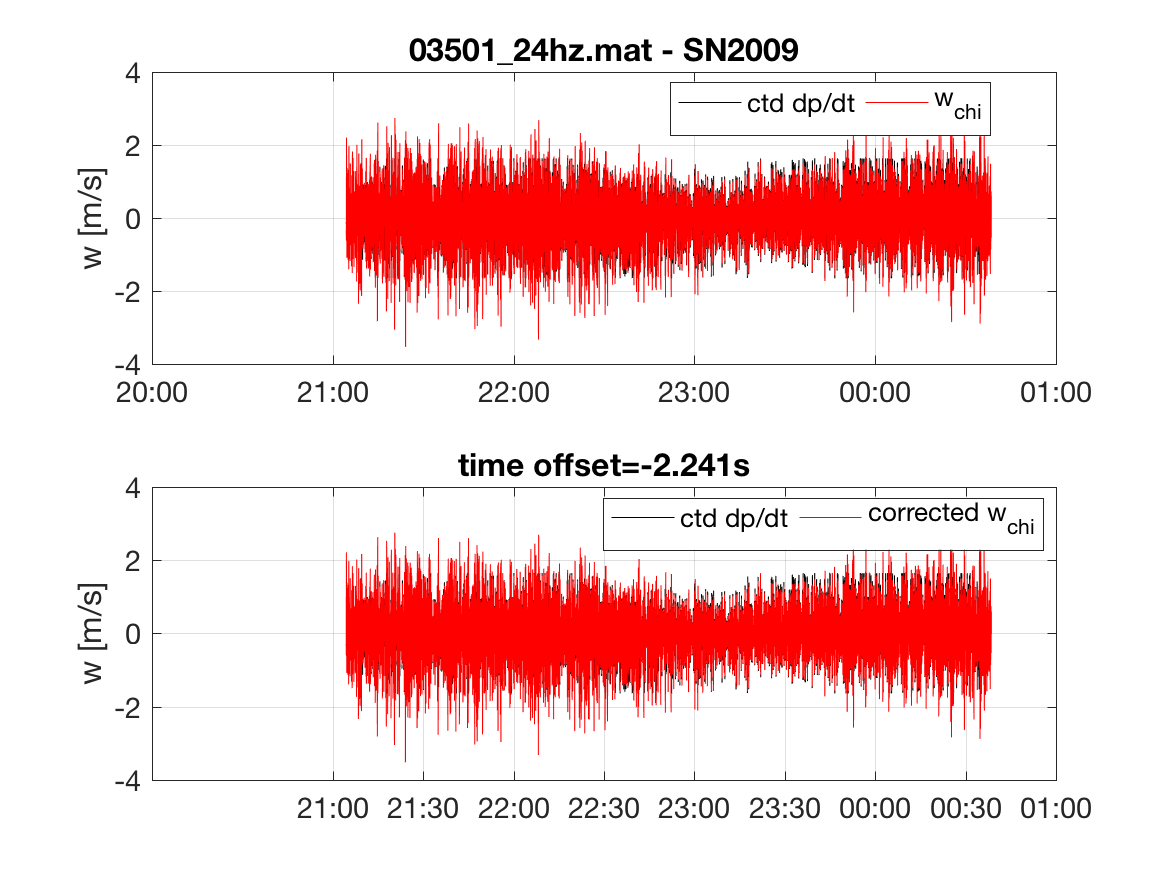 03501_24hz.mat - SN2009
ctd dp/dt w_chi
4
2
0
-2
-4
w [m/s]
20:00 21:00 22:00 23:00 00:00 01:00
time offset=-2.241s
ctd dp/dt corrected w_chi
4
2
0
-2
-4
w [m/s]
21:00 21:30 22:00 22:30 23:00 23:30 00:00 00:30 01:00